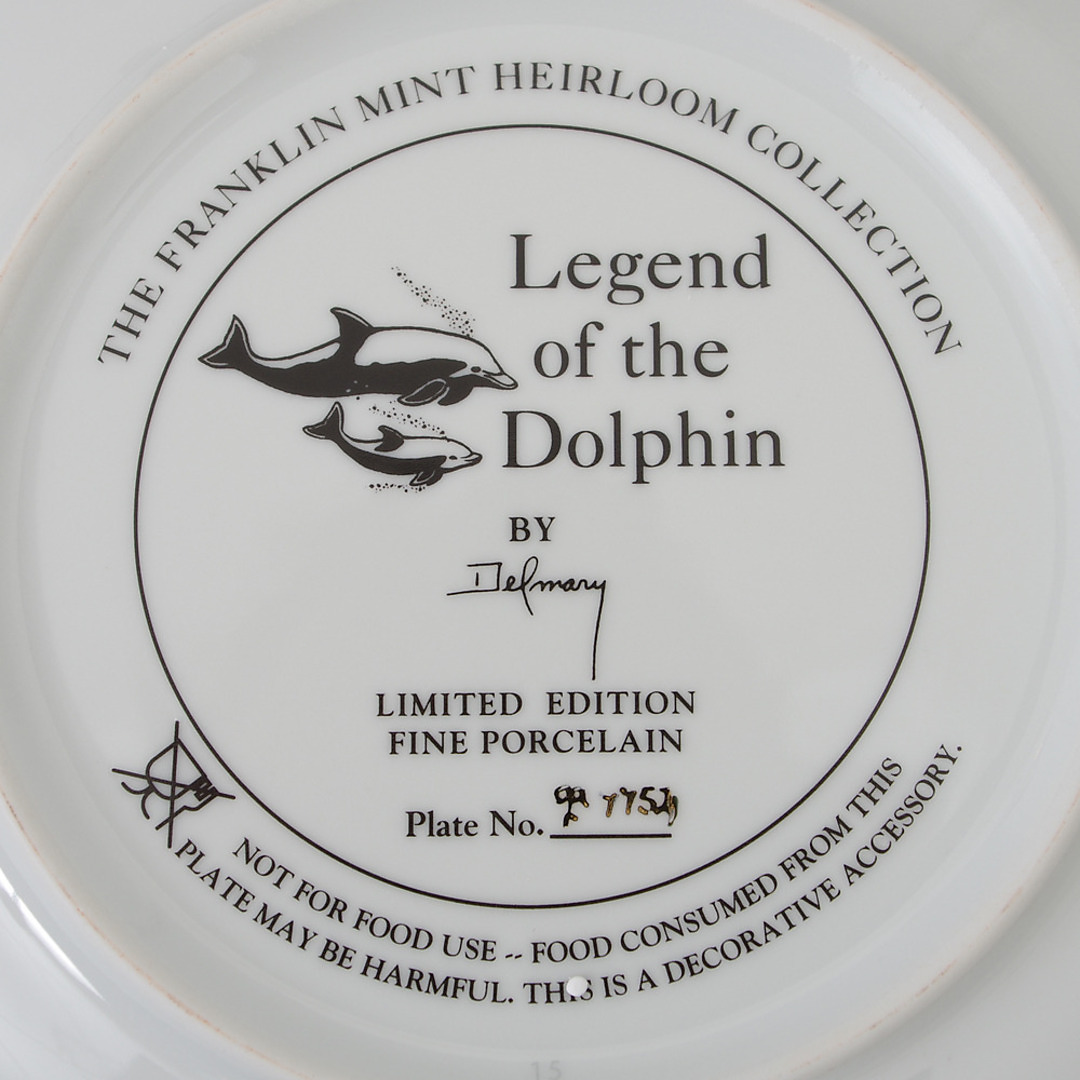 THE FRANKLIN MINT HEIRLOOM COLLECTION
Legend
of the
Dolphin
BY
Delmary
LIMITED EDITION
FINE PORCELAIN
Plate No.
NOT FOR FOOD USE -- FOOD CONSUMED FROM THIS
PLATE MAY BE HARMFUL. THIS IS A DECORATIVE ACCESSORY.
15